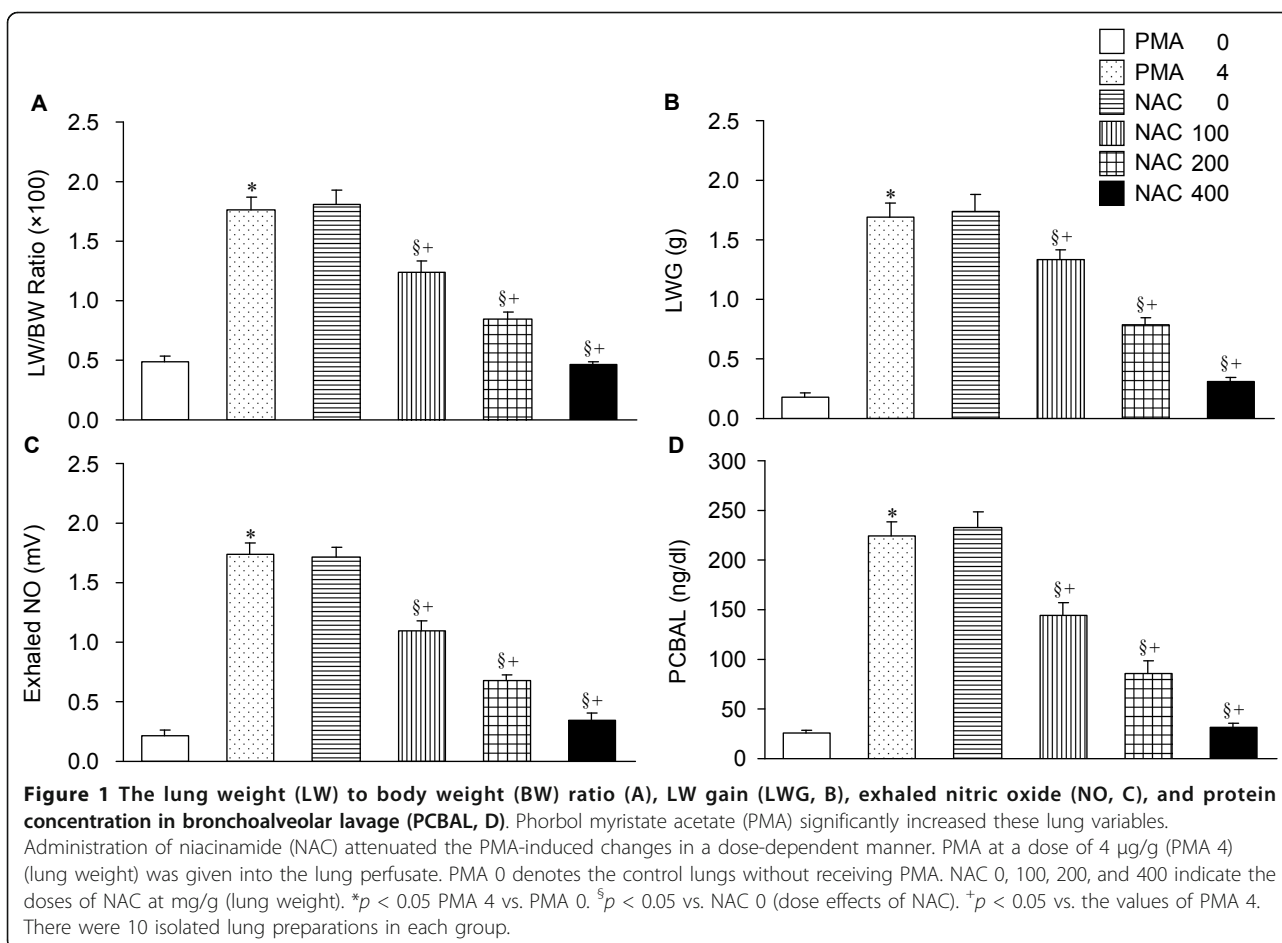 PMA 0
PMA 4
NAC 0
NAC 100
NAC 200
NAC 400
A
2.5
2.0
1.5
1.0
0.5
0.0
LW/BW Ratio (×100)
*
§+
§+
§+
B
2.5
2.0
1.5
1.0
0.5
0.0
LWG (g)
*
§+
§+
§+
C
2.5
2.0
1.5
1.0
0.5
0.0
Exhaled NO (mV)
*
§+
§+
§+
D
300
250
200
150
100
50
0
PCBAL (ng/dl)
*
§+
§+
§+
Figure 1 The lung weight (LW) to body weight (BW) ratio (A), LW gain (LWG, B), exhaled nitric oxide (NO, C), and protein
concentration in bronchoalveolar lavage (PCBAL, D). Phorbol myristate acetate (PMA) significantly increased these lung variables.
Administration of niacinamide (NAC) attenuated the PMA-induced changes in a dose-dependent manner. PMA at a dose of 4 μg/g (PMA 4)
(lung weight) was given into the lung perfusate. PMA 0 denotes the control lungs without receiving PMA. NAC 0, 100, 200, and 400 indicate the
doses of NAC at mg/g (lung weight). *p < 0.05 PMA 4 vs. PMA 0. §p < 0.05 vs. NAC 0 (dose effects of NAC). +p < 0.05 vs. the values of PMA 4.
There were 10 isolated lung preparations in each group.